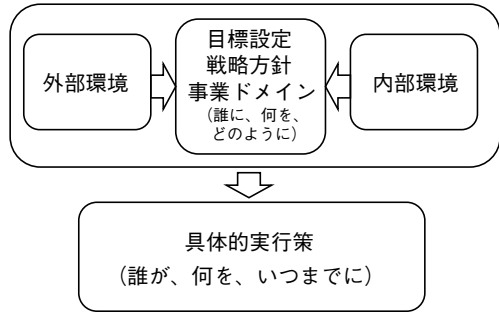 外部環境
目標設定
戦略方針
事業ドメイン
（誰に、何を、
どのように）
内部環境
具体的実行策
（誰が、何を、いつまでに）